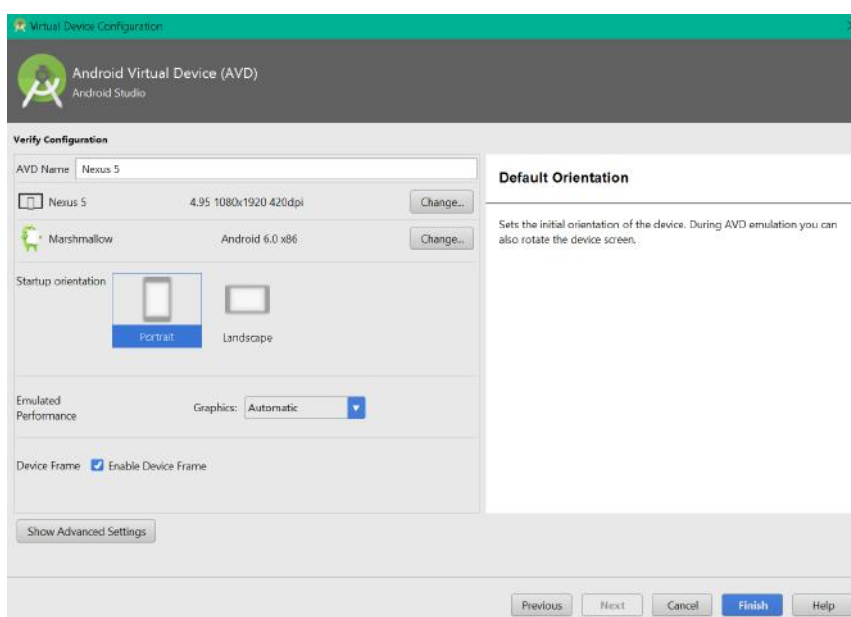 Virtual Device Configuration
Android Virtual Device (AVD)
Android Studio
Verify Configuration
AVD Name Nexus 5
Nexus 5 4.95 1080x1920 420dpi Change...
Marshmallow Android 6.0 x86 Change...
Startup orientation
Portrait Landscape
Emulated
Performance
Graphics: Automatic
Device Frame Enable Device Frame
Show Advanced Settings
Default Orientation
Sets the initial orientation of the device. During AVD emulation you can
also rotate the device screen.
Previous Next Cancel Finish Help